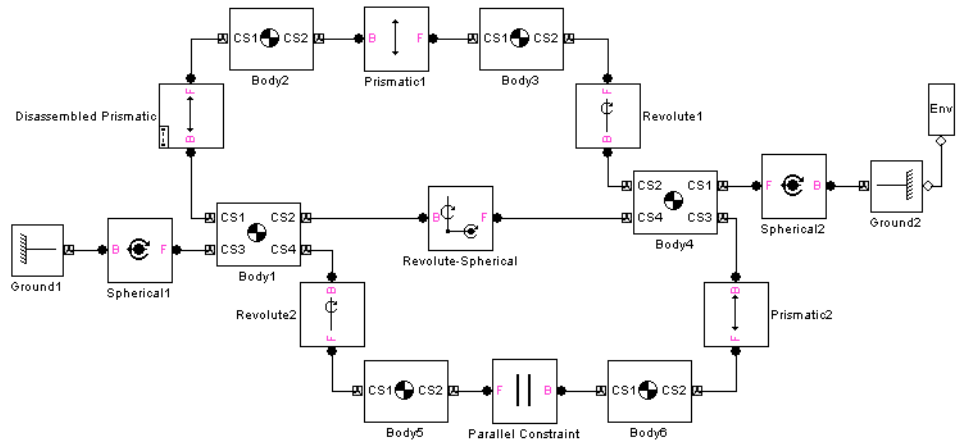 CS1 CS2
Body2
B F
Prismatic1
CS1 CS2
Body3
Disassembled Prismatic
F
B
F
B
Revolute1
Env
CS1 CS2
CS3 CS4
Body1
B F
Revolute-Spherical
CS2 CS1
CS4 CS3
Body4
F B
Spherical2
Ground2
Ground1
B F
Spherical1
Revolute2
B
F
B
F
Prismatic2
CS1 CS2
Body5
F B
Parallel Constraint
CS1 CS2
Body6